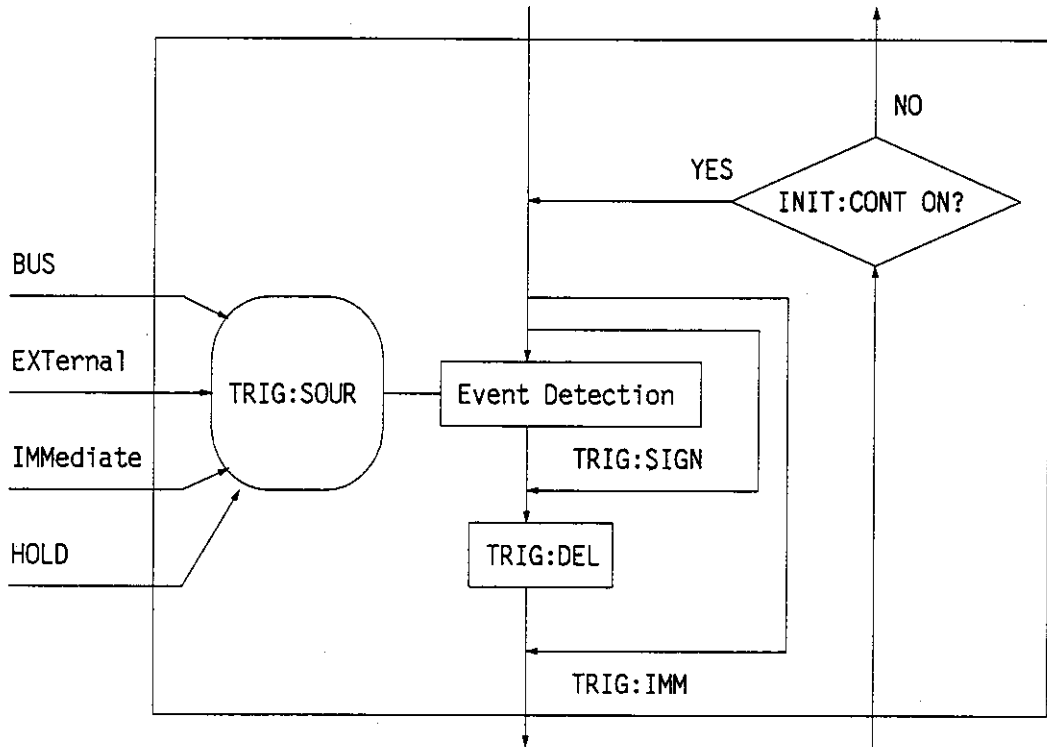 NO
YES
INIT:CONT ON?
BUS
EXTernal
TRIG:SOUR
Event Detection
IMMediate
TRIG:SIGN
HOLD
TRIG:DEL
TRIG:IMM